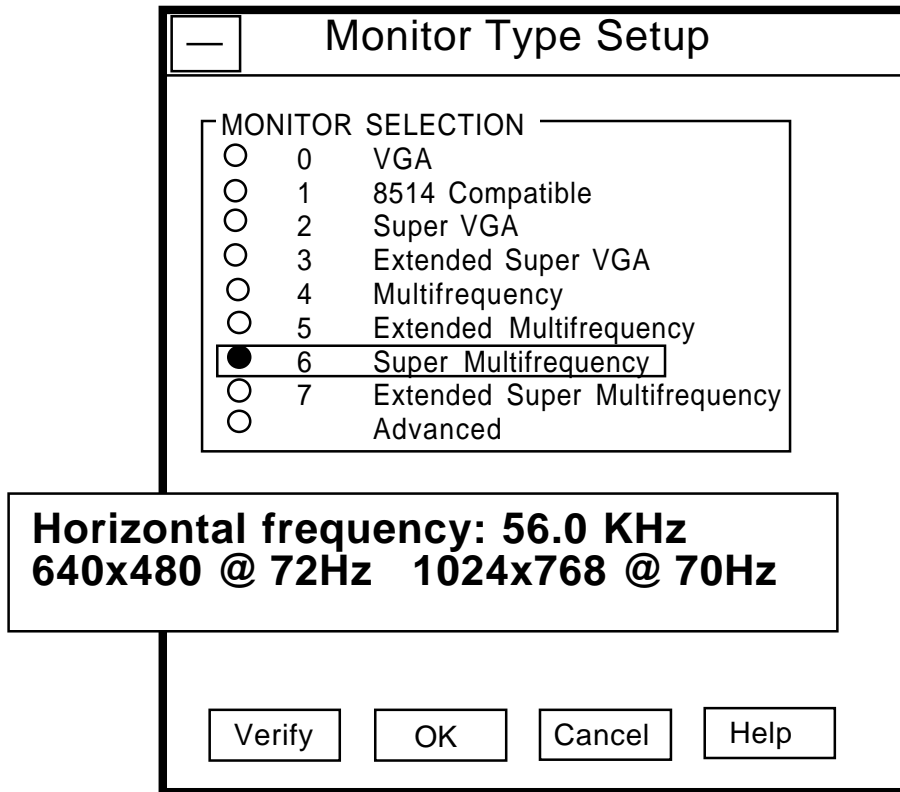 Monitor Type Setup
MONITOR SELECTION
0 VGA
1 8514 Compatible
2 Super VGA
3 Extended Super VGA
4 Multifrequency
5 Extended Multifrequency
6 Super Multifrequency
7 Extended Super Multifrequency
Advanced
Horizontal frequency: 56.0 KHz
640x480 @ 72Hz 1024x768 @ 70Hz
Verify OK Cancel Help